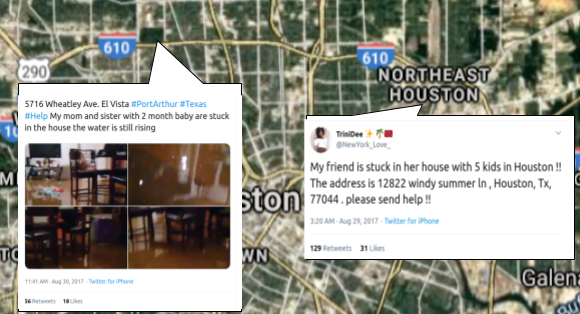 610
610
290
NORTHEAST
HOUSTON
5716 Wheatley Ave. El Vista #PortArthur #Texas
#Help My mom and sister with 2 month baby are stuck
in the house the water is still rising
11:41 AM · Aug 30, 2017 · Twitter for iPhone
56 Retweets 18 Likes
TriniDee
@NewYork_Love_
My friend is stuck in her house with 5 kids in Houston !!
The address is 12822 windy summer ln , Houston, Tx,
77044 . please send help !!
3:20 AM · Aug 29, 2017 · Twitter for iPhone
129 Retweets 31 Likes
ston
WN
Galena